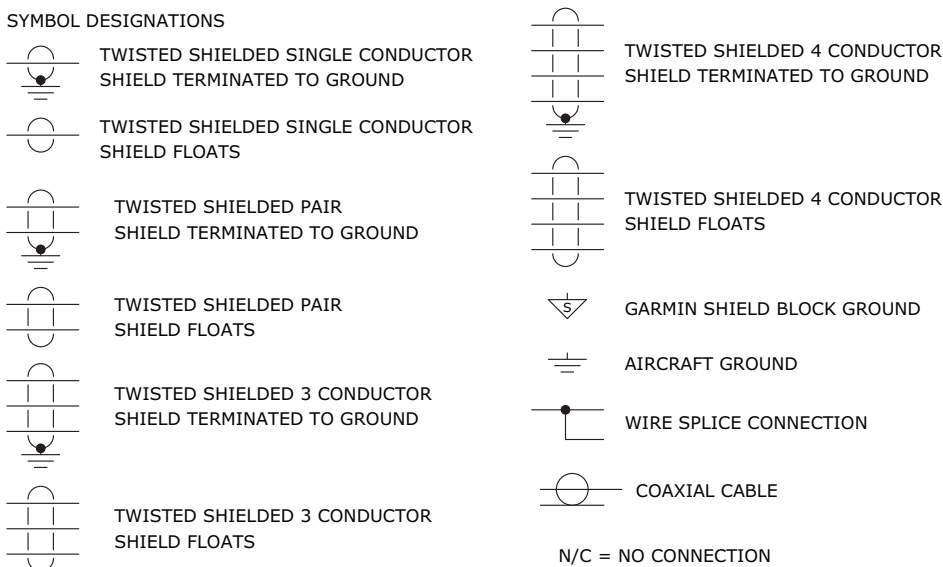 SYMBOL DESIGNATIONS
TWISTED SHIELDED SINGLE CONDUCTOR
SHIELD TERMINATED TO GROUND
TWISTED SHIELDED SINGLE CONDUCTOR
SHIELD FLOATS
TWISTED SHIELDED PAIR
SHIELD TERMINATED TO GROUND
TWISTED SHIELDED PAIR
SHIELD FLOATS
TWISTED SHIELDED 3 CONDUCTOR
SHIELD TERMINATED TO GROUND
TWISTED SHIELDED 3 CONDUCTOR
SHIELD FLOATS
TWISTED SHIELDED 4 CONDUCTOR
SHIELD TERMINATED TO GROUND
TWISTED SHIELDED 4 CONDUCTOR
SHIELD FLOATS
S
GARMIN SHIELD BLOCK GROUND
AIRCRAFT GROUND
WIRE SPLICE CONNECTION
COAXIAL CABLE
N/C = NO CONNECTION